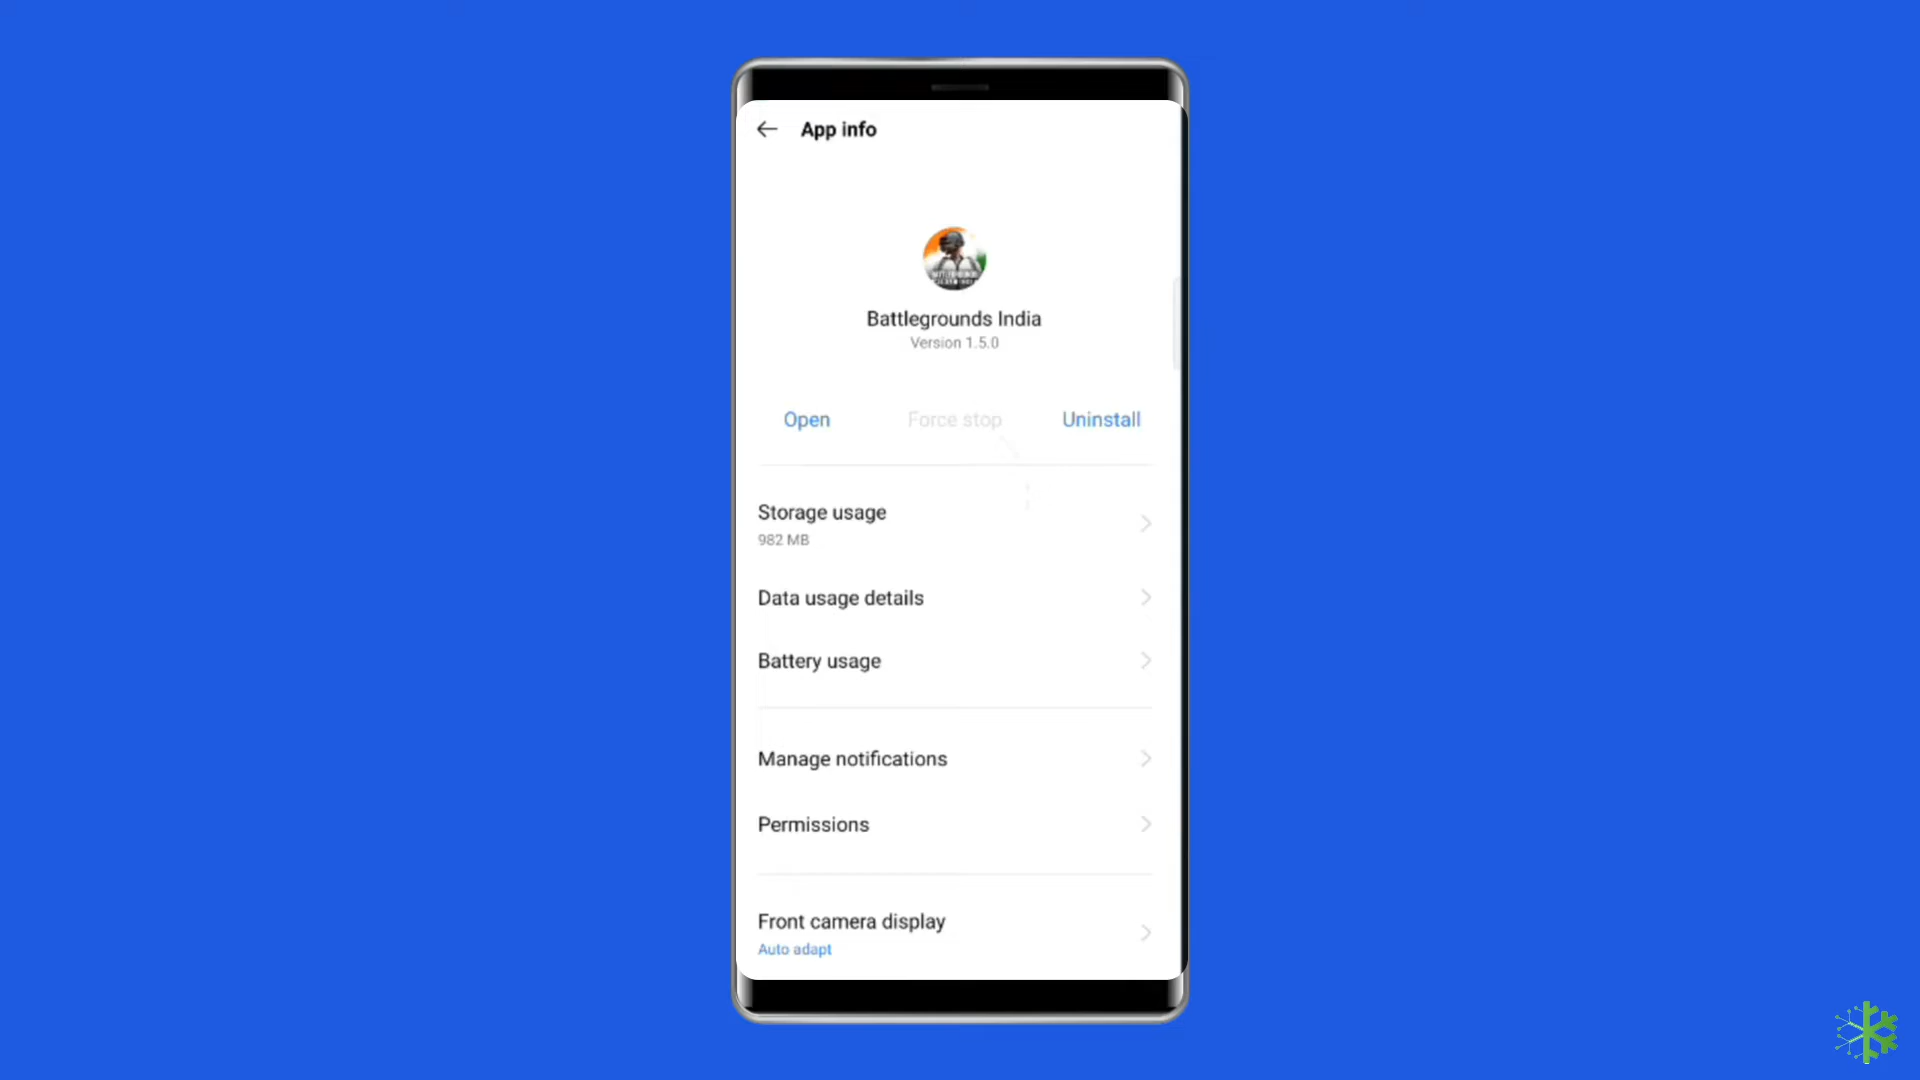 App info
Battlegrounds India
Version 1.5.0
Open Force stop Uninstall
Storage usage
982 MB
Data usage details
Battery usage
Manage notifications
Permissions
Front camera display
Auto adapt